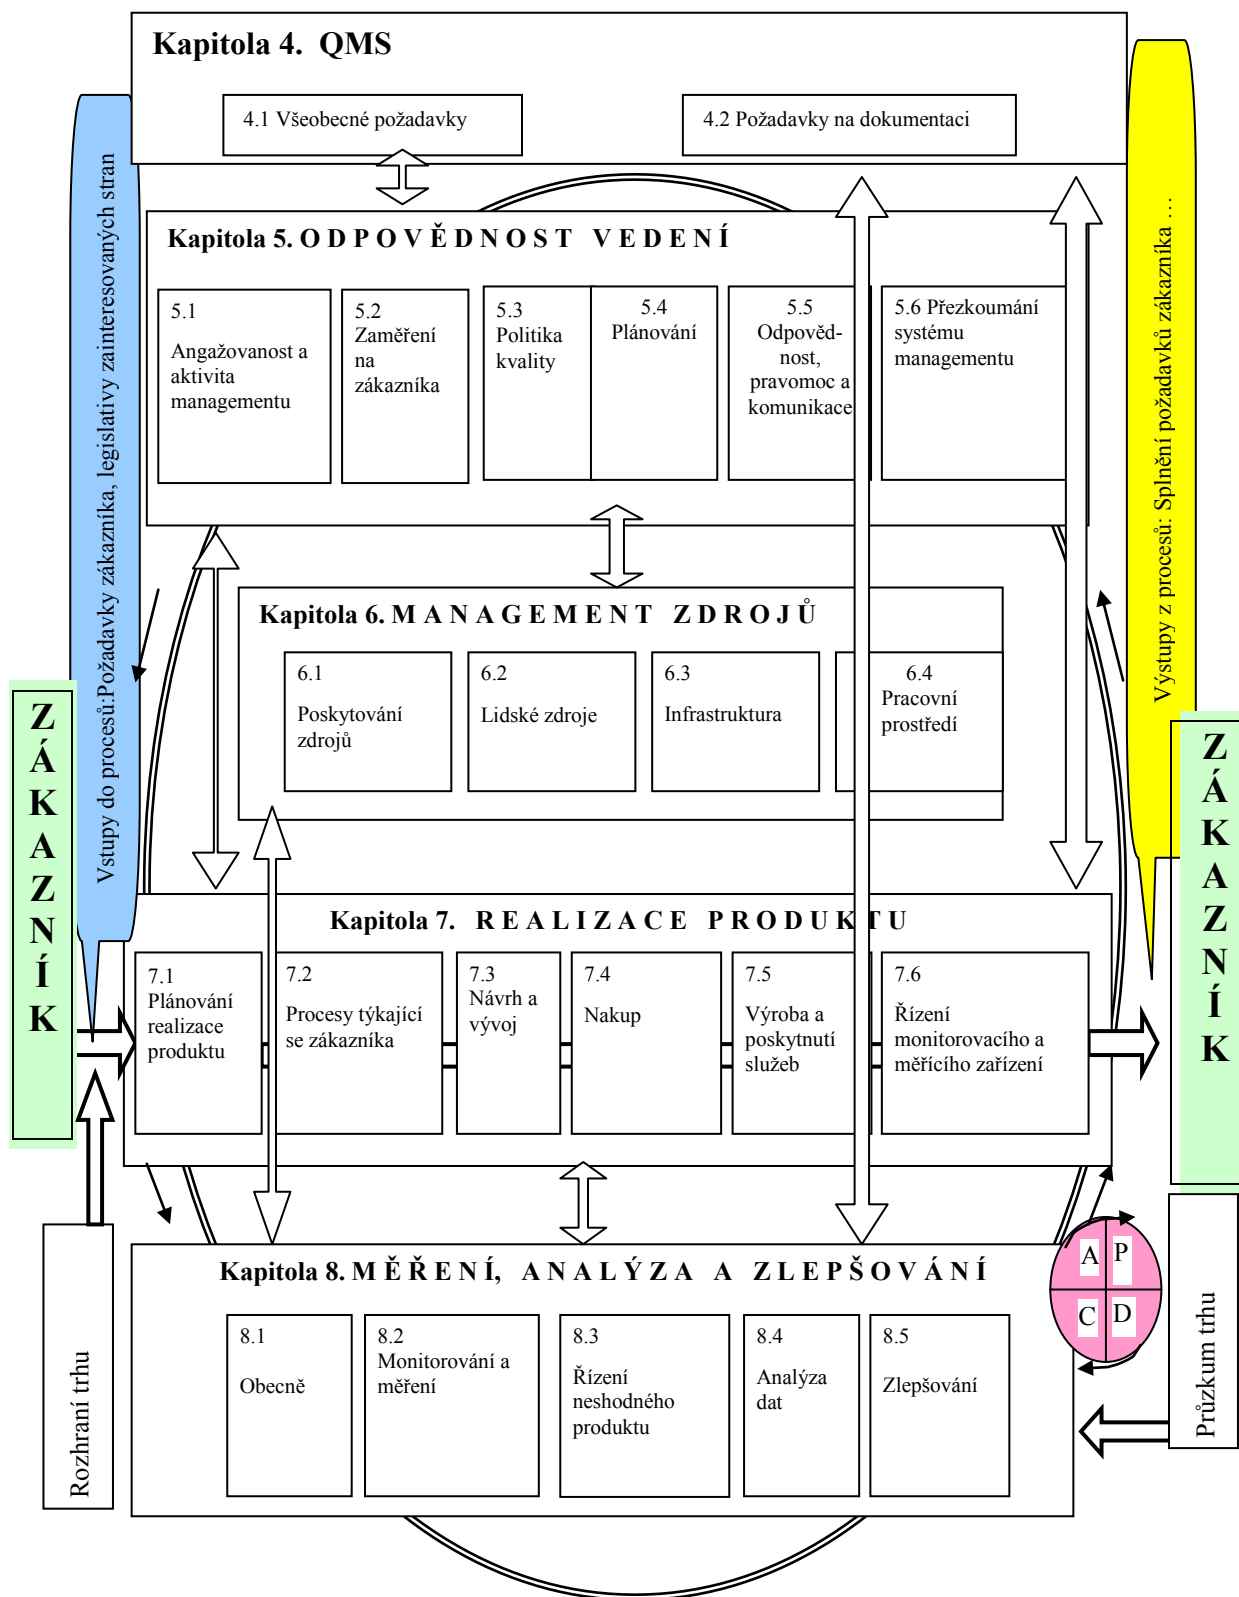 Kapitola 4. QMS
4.1 Všeobecné požadavky
4.2 Požadavky na dokumentaci
Vstupy do procesů:Požadavky zákazníka, legislativy zainteresovaných stran
Výstupy z procesů: Splnění požadavků zákazníka …
Kapitola 5. O D P O V Ě D N O S T V E D E N Í
5.1
Angažovanost a
aktivita
managementu
5.2
Zaměření
na
zákazníka
5.3
Politika
kvality
5.4
Plánování
5.5
Odpověd-
nost,
pravomoc a
komunikace
5.6 Přezkoumání
systému
managementu
Kapitola 6. M A N A G E M E N T Z D R O J Ů
6.1
Poskytování
zdrojů
6.2
Lidské zdroje
6.3
Infrastruktura
6.4
Pracovní
prostředí
Z
Á
K
A
Z
N
Í
K
Z
Á
K
A
Z
N
Í
K
Kapitola 7. R E A L I Z A C E P R O D U K T U
7.1
Plánování
realizace
produktu
7.2
Procesy týkající
se zákazníka
7.3
Návrh a
vývoj
7.4
Nakup
7.5
Výroba a
poskytnutí
služeb
7.6
Řízení
monitorovacího a
měřícího zařízení
Kapitola 8. M Ě Ř E N Í, A N A L Ý Z A A Z L E P Š O V Á N Í
8.1
Obecně
8.2
Monitorování a
měření
8.3
Řízení
neshodného
produktu
8.4
Analýza
dat
8.5
Zlepšování
A P
C D
Rozhraní trhu
Průzkum trhu